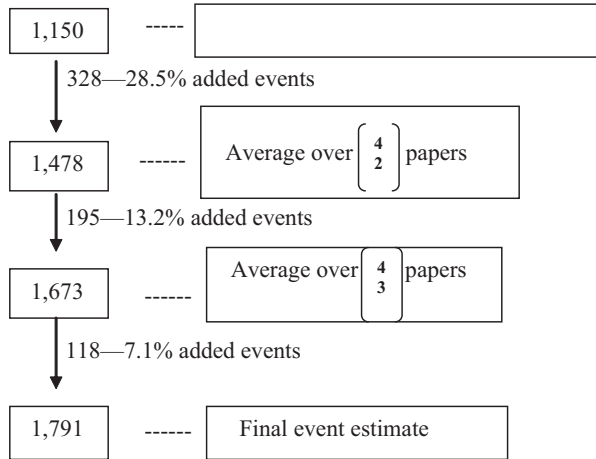 1,150 -----
328—28.5% added events
1,478 ------ Average over (4 2) papers
195—13.2% added events
1,673 ------ Average over (4 3) papers
118—7.1% added events
1,791 ------ Final event estimate